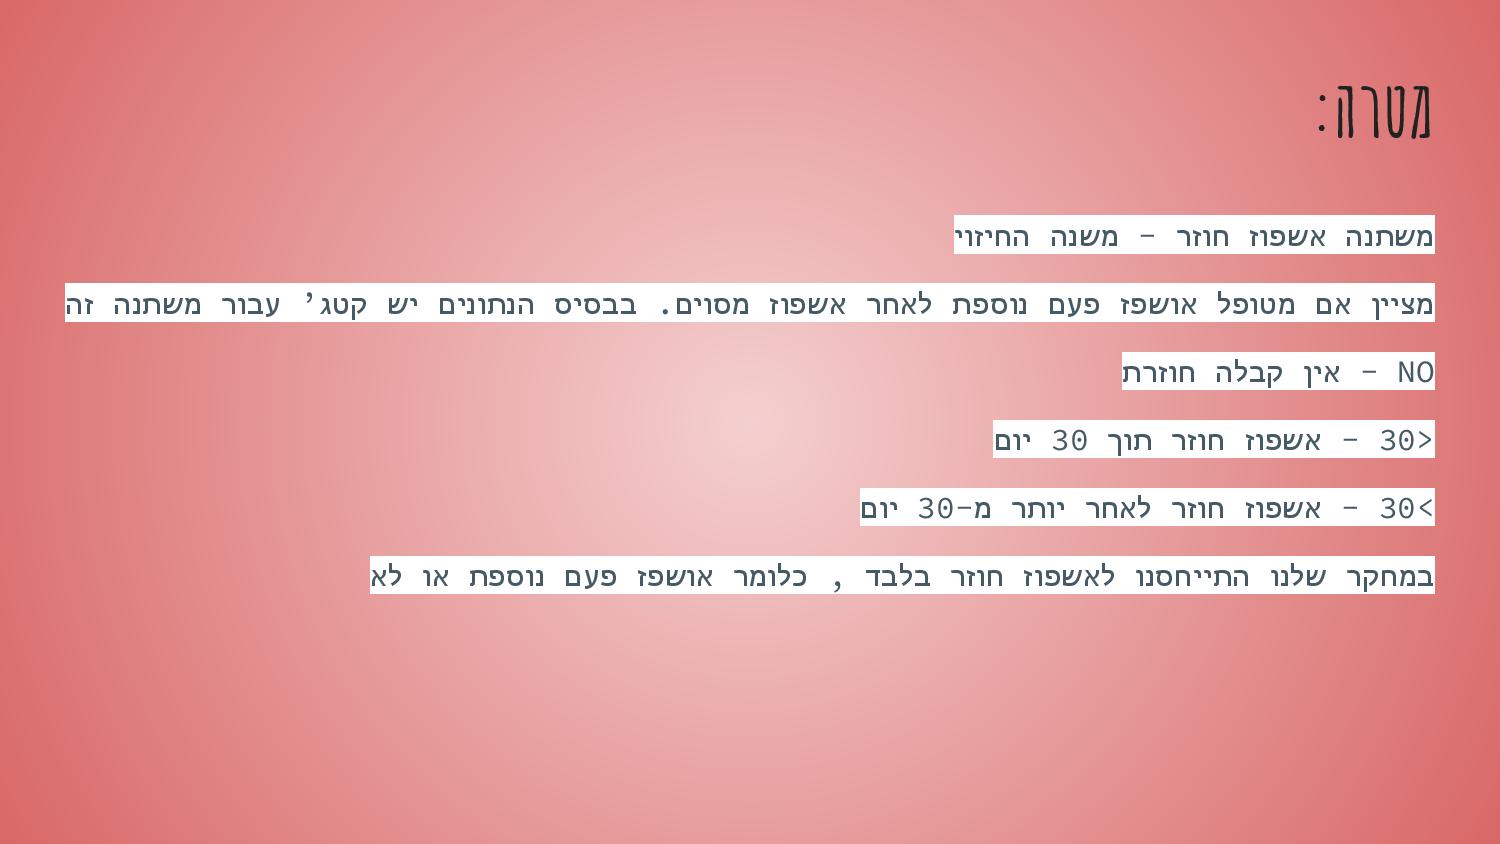 מטרה:
משתנה אשפוז חוזר - משנה החיזוי
מציין אם מטופל אושפז פעם נוספת לאחר אשפוז מסוים. בבסיס הנתונים יש קטג’ עבור משתנה זה
NO - אין קבלה חוזרת
<30 - אשפוז חוזר תוך 30 יום
>30 - אשפוז חוזר לאחר יותר מ-30 יום
במחקר שלנו התייחסנו לאשפוז חוזר בלבד , כלומר אושפז פעם נוספת או לא